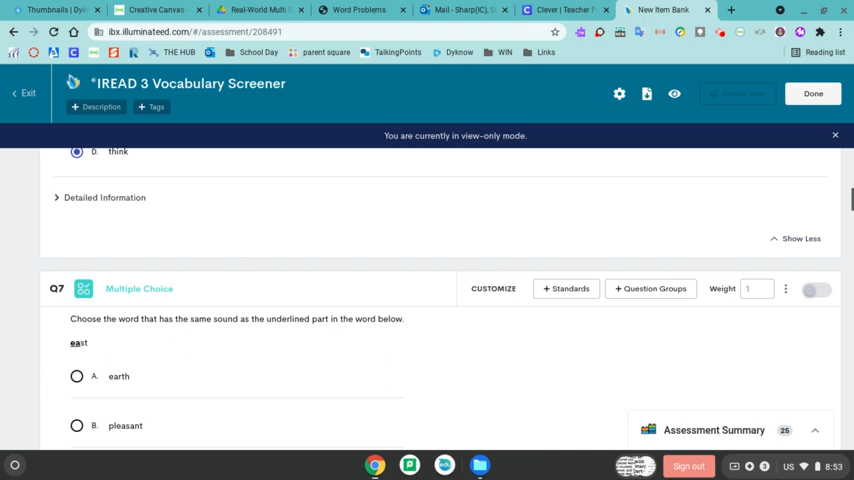 Thumbnails | Dyk
Creative Canvas -
Real-World Multi S
Word Problems
Mail - Sharp(IC), D
Clever | Teacher P
New Item Bank
ibx.illuminateed.com/#/assessment/208491
THE HUB
School Day
parent square
TalkingPoints
Dyknow
WIN
Links
Reading list
Exit
*IREAD 3 Vocabulary Screener
+ Description
+ Tags
Create Item
Done
You are currently in view-only mode.
D. think
Detailed Information
Show Less
Q7
Multiple Choice
CUSTOMIZE
+ Standards
+ Question Groups
Weight
1
Choose the word that has the same sound as the underlined part in the word below.
east
A. earth
B. pleasant
Assessment Summary
25
Sign out
3
US
8:53